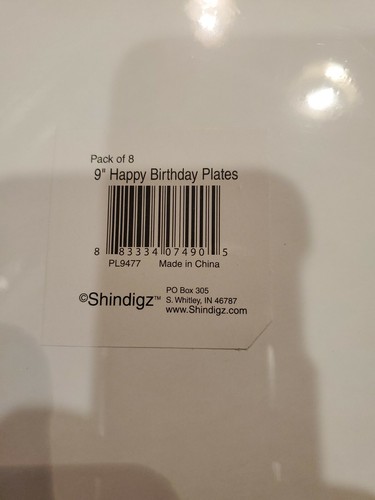 Pack of 8
9" Happy Birthday Plates
8 83334 07490 5
PL9477 Made in China
©Shindigz™
PO Box 305
S. Whitley, IN 46787
www.Shindigz.com